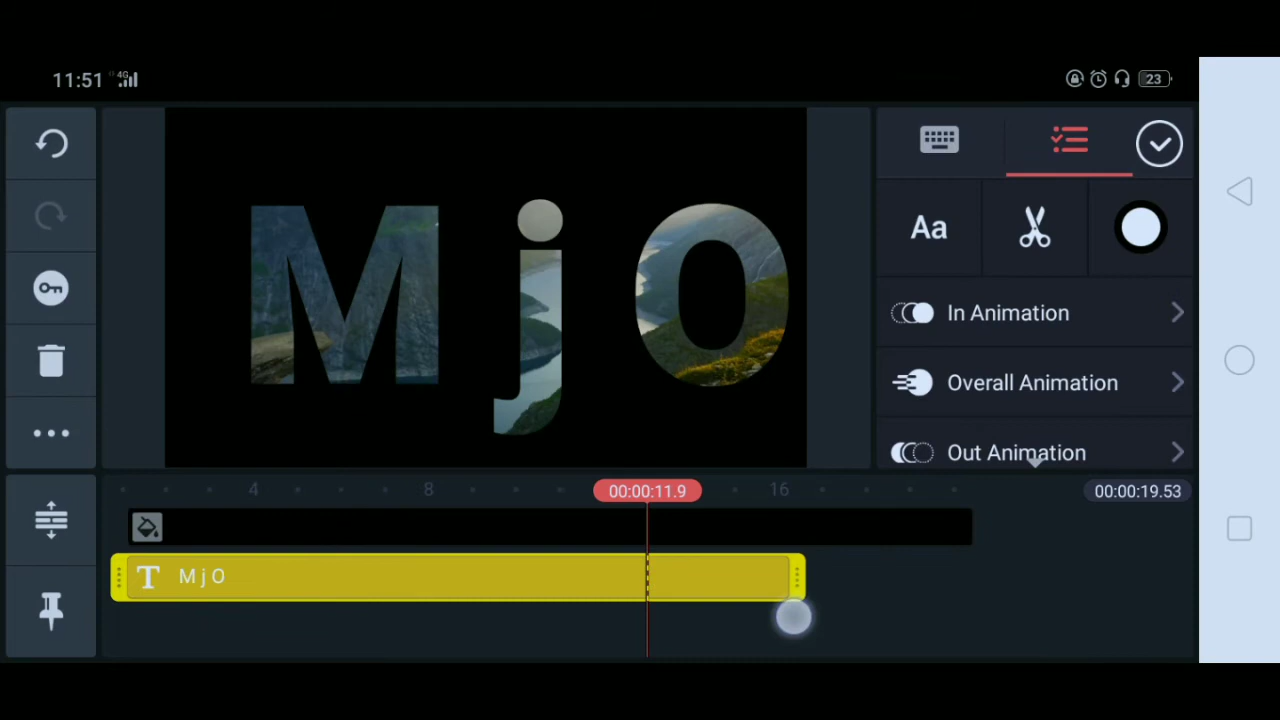 11:51 4G
23
M j O
Aa
In Animation
Overall Animation
Out Animation
4 8 00:00:11.9 16 00:00:19.53
T M j O